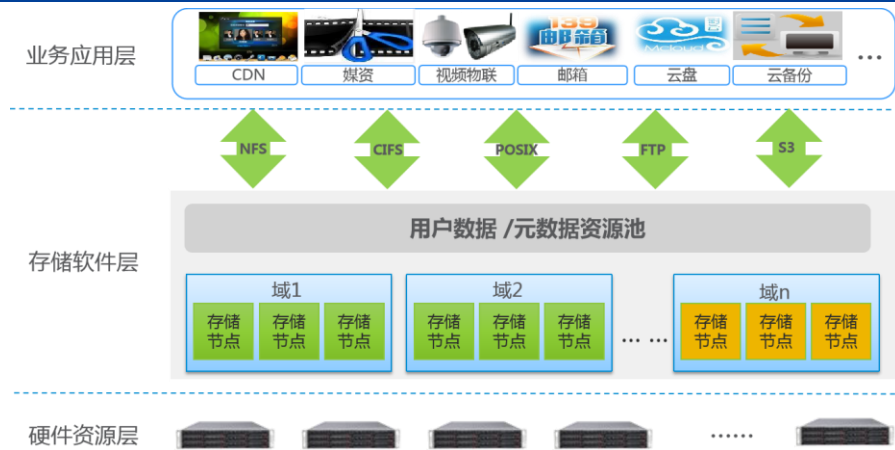 业务应用层
139
邮箱
Mcloud
CDN
媒资
视频物联
邮箱
云盘
云备份
...
NFS
CIFS
POSIX
FTP
S3
用户数据 /元数据资源池
存储软件层
域1
域2
域n
存储
节点
存储
节点
存储
节点
存储
节点
存储
节点
存储
节点
... ...
存储
节点
存储
节点
存储
节点
硬件资源层
......